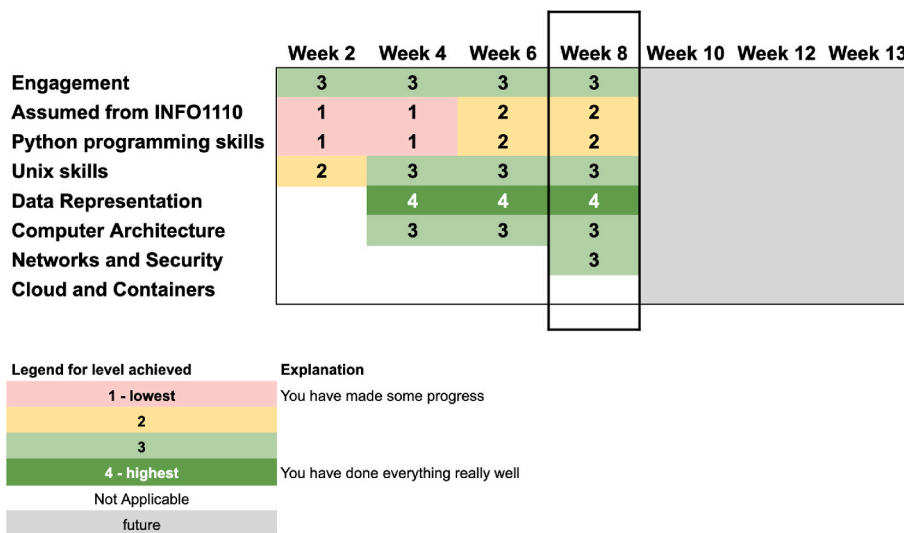 Week 2 Week 4 Week 6 Week 8 Week 10 Week 12 Week 13
Engagement 3 3 3 3
Assumed from INFO1110 1 1 2 2
Python programming skills 1 1 2 2
Unix skills 2 3 3 3
Data Representation 4 4 4
Computer Architecture 3 3 3
Networks and Security 3
Cloud and Containers
Legend for level achieved Explanation
1 - lowest You have made some progress
2
3
4 - highest You have done everything really well
Not Applicable
future